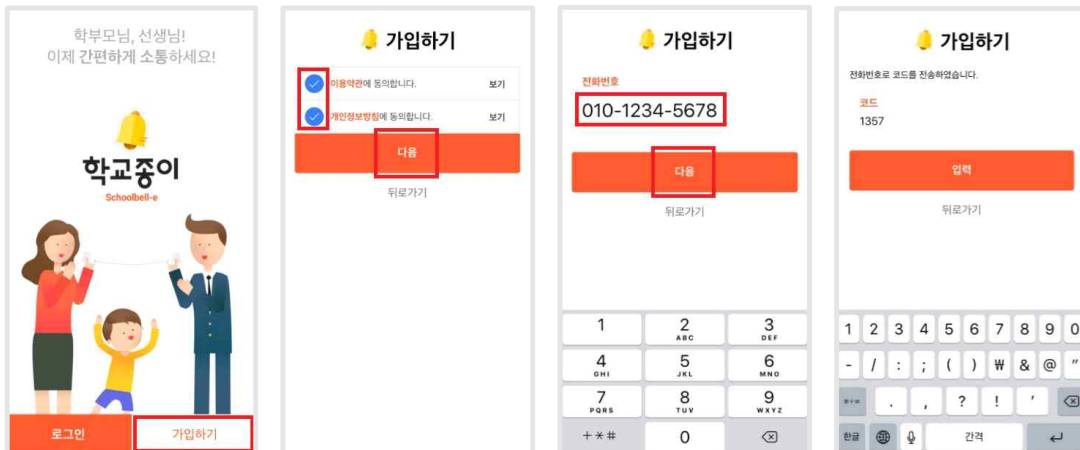 학부모님, 선생님!
이제 간편하게 소통하세요!
학교종이
Schoolbell-e
로그인
가입하기
가입하기
이용약관에 동의합니다.
보기
개인정보방침에 동의합니다.
보기
다음
뒤로가기
가입하기
전화번호
010-1234-5678
다음
뒤로가기
1
2 ABC
3 DEF
4 GHI
5 JKL
6 MNO
7 PQRS
8 TUV
9 WXYZ
+*#
0
가입하기
전화번호로 코드를 전송하였습니다.
코드
1357
입력
뒤로가기
1 2 3 4 5 6 7 8 9 0
- / : ; ( ) ₩ & @ "
. , ? ! '
한글 간격